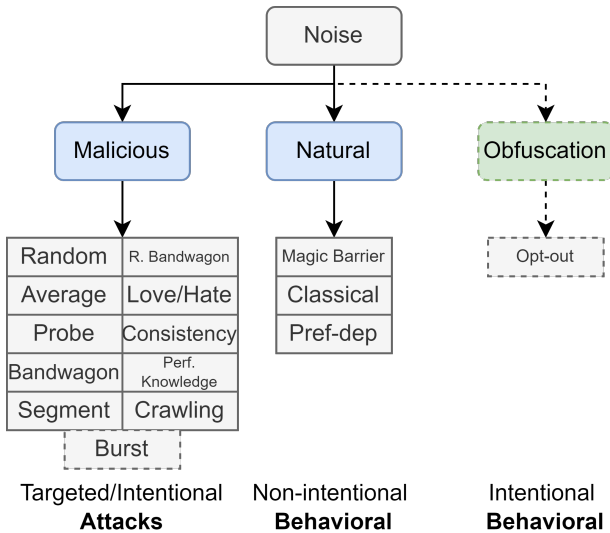 Noise
Malicious
Natural
Obfuscation
Random
R. Bandwagon
Average
Love/Hate
Probe
Consistency
Bandwagon
Perf.
Knowledge
Segment
Crawling
Burst
Magic Barrier
Classical
Pref-dep
Opt-out
Targeted/Intentional
Attacks
Non-intentional
Behavioral
Intentional
Behavioral